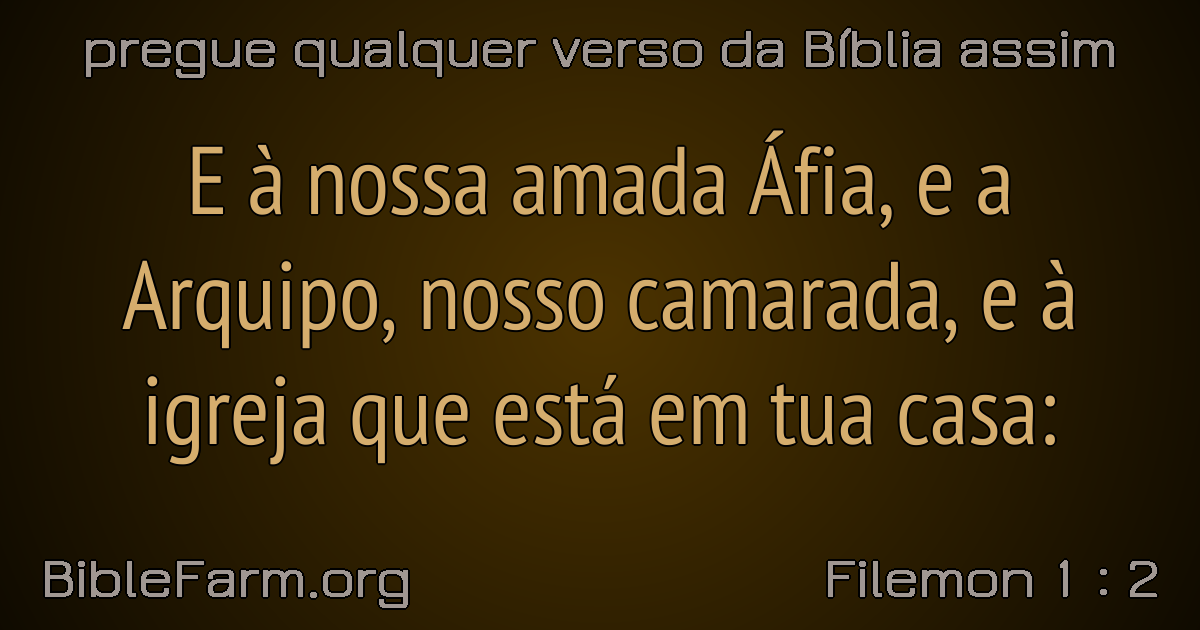 pregue qualquer verso da Bíblia assim
E à nossa amada Áfia, e a
Arquipo, nosso camarada, e à
igreja que está em tua casa:
BibleFarm.org
Filemon 1 : 2